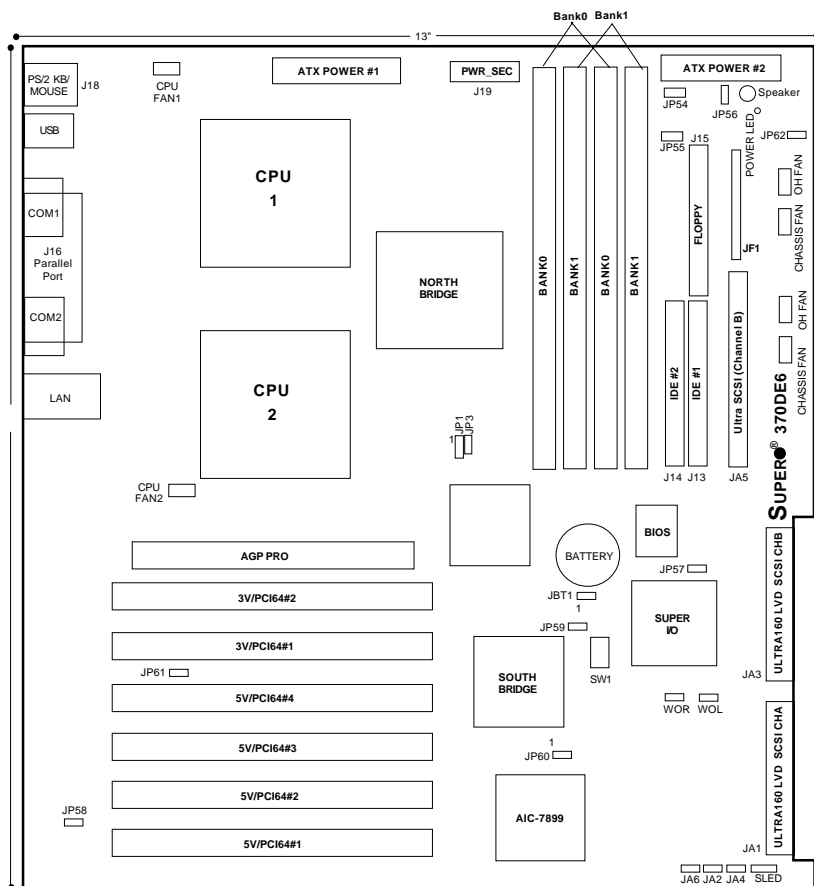 Bank0 Bank1
13"
PS/2 KB/
MOUSE
J18
CPU
FAN1
ATX POWER #1
PWR_SEC
J19
ATX POWER #2
JP54
JP56
Speaker
POWER LED
JP62
JP55
J15
USB
OH FAN
CHASSIS FAN
CPU
1
COM1
J16
Parallel
Port
COM2
FLOPPY
JF1
NORTH
BRIDGE
BANK0
BANK1
BANK0
BANK1
OH FAN
CHASSIS FAN
CPU
2
LAN
IDE #2
IDE #1
Ultra SCSI (Channel B)
SUPER® 370DE6
1
JP1
JP3
J14
J13
JA5
CPU
FAN2
BIOS
BATTERY
AGP PRO
JP57
3V/PCI64#2
JBT1
1
SUPER
I/O
ULTRA160 LVD SCSI CHB
JA3
JP59
3V/PCI64#1
JP61
SOUTH
BRIDGE
SW1
5V/PCI64#4
WOR
WOL
5V/PCI64#3
1
JP60
5V/PCI64#2
JP58
AIC-7899
ULTRA160 LVD SCSI CHA
5V/PCI64#1
JA1
JA6
JA2
JA4
SLED